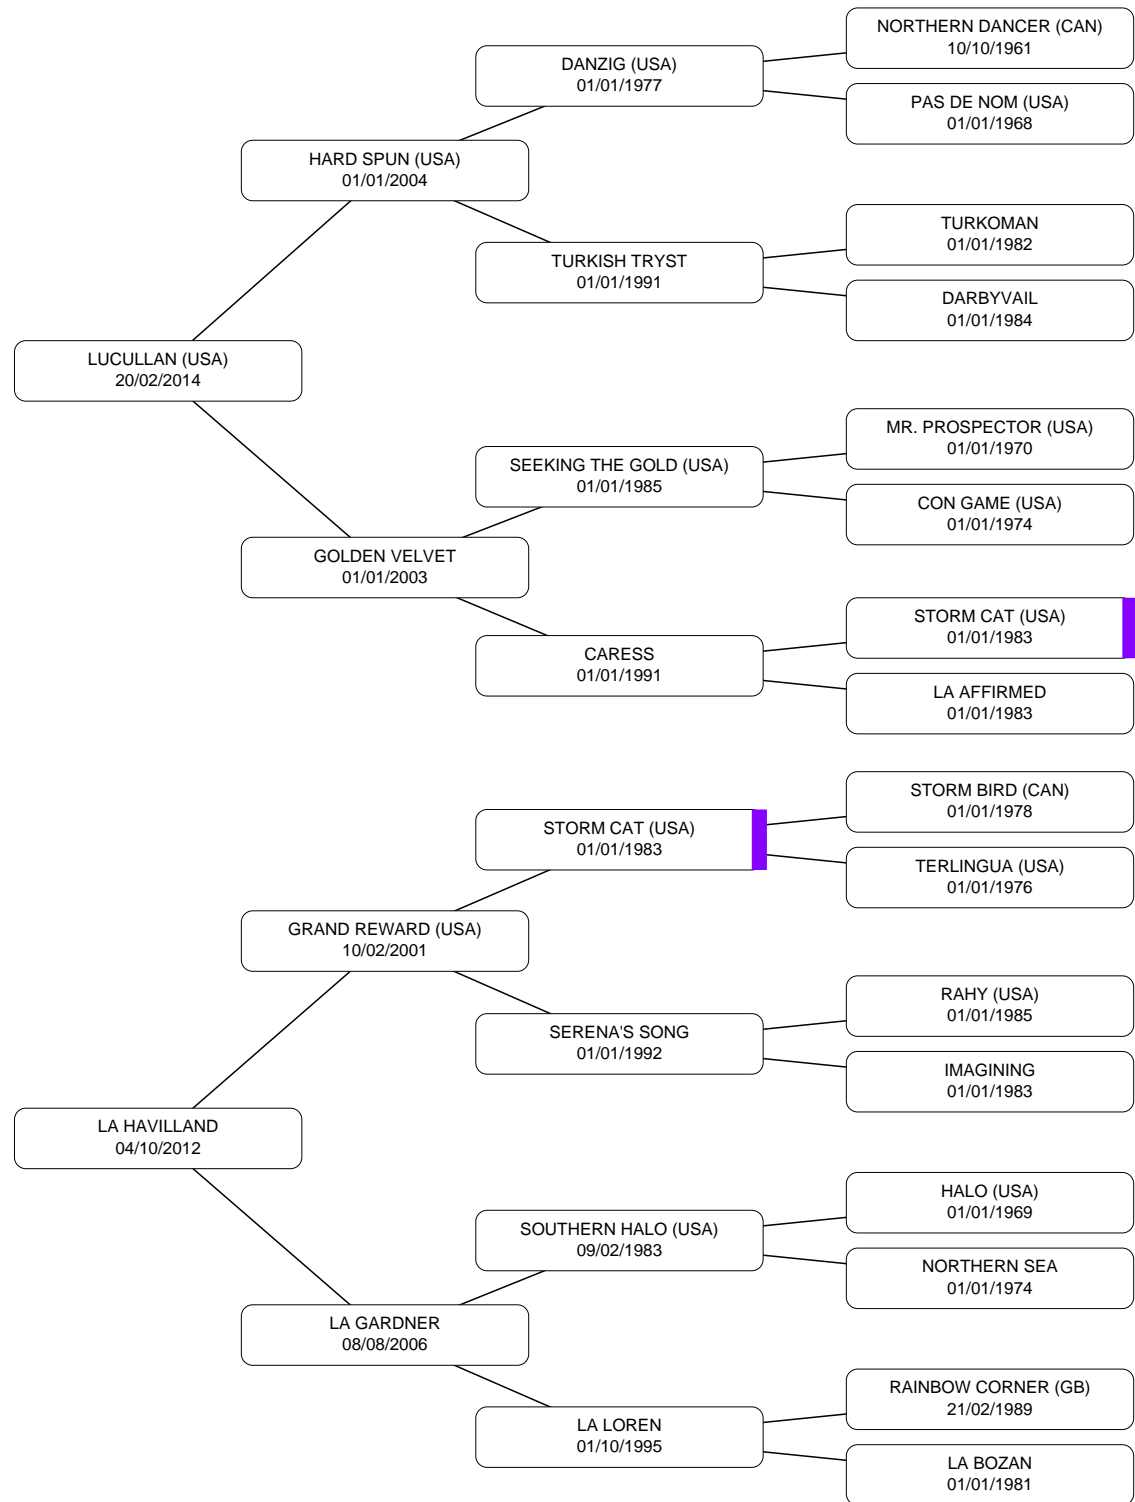 NORTHERN DANCER (CAN)
10/10/1961
DANZIG (USA)
01/01/1977
PAS DE NOM (USA)
01/01/1968
HARD SPUN (USA)
01/01/2004
TURKOMAN
01/01/1982
TURKISH TRYST
01/01/1991
DARBYVAIL
01/01/1984
LUCULLAN (USA)
20/02/2014
MR. PROSPECTOR (USA)
01/01/1970
SEEKING THE GOLD (USA)
01/01/1985
CON GAME (USA)
01/01/1974
GOLDEN VELVET
01/01/2003
STORM CAT (USA)
01/01/1983
CARESS
01/01/1991
LA AFFIRMED
01/01/1983
STORM BIRD (CAN)
01/01/1978
STORM CAT (USA)
01/01/1983
TERLINGUA (USA)
01/01/1976
GRAND REWARD (USA)
10/02/2001
RAHY (USA)
01/01/1985
SERENA'S SONG
01/01/1992
IMAGINING
01/01/1983
LA HAVILLAND
04/10/2012
HALO (USA)
01/01/1969
SOUTHERN HALO (USA)
09/02/1983
NORTHERN SEA
01/01/1974
LA GARDNER
08/08/2006
RAINBOW CORNER (GB)
21/02/1989
LA LOREN
01/10/1995
LA BOZAN
01/01/1981